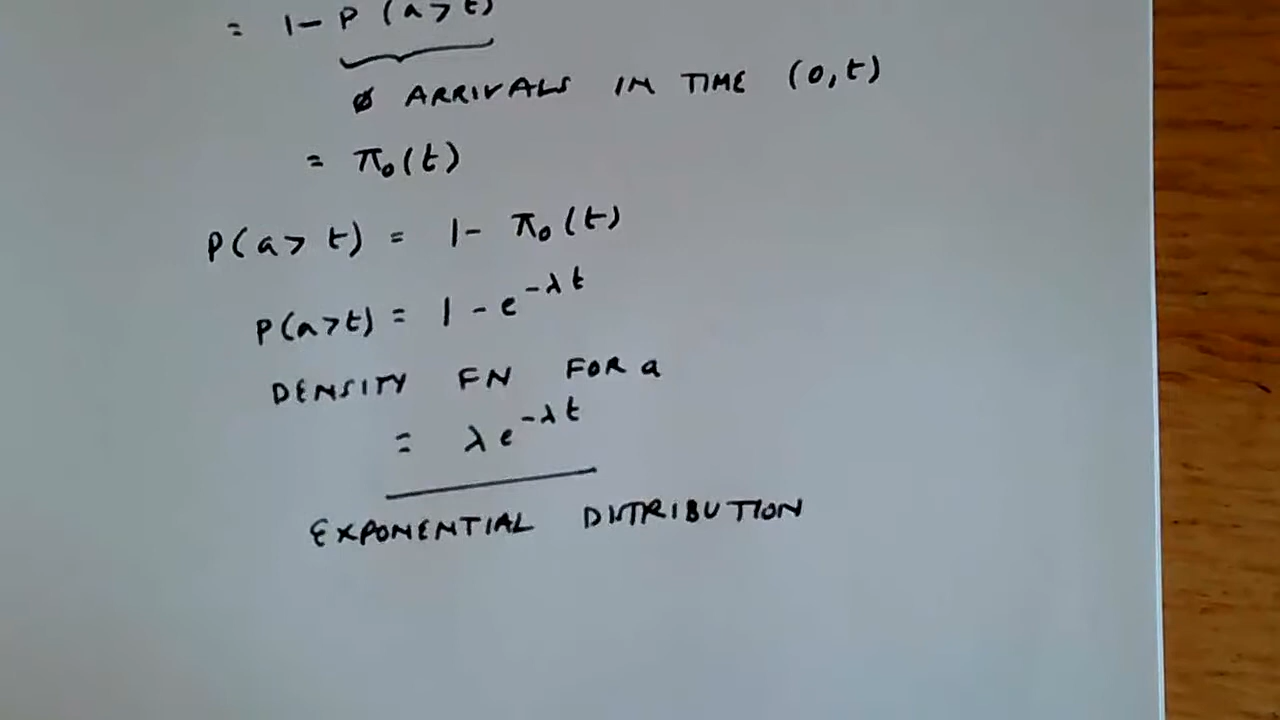 = 1 - P (a > t)
ø ARRIVALS IN TIME (0, t)
= π₀(t)
P(a > t) = 1 - π₀(t)
P(a > t) = 1 - e^{-λt}
DENSITY FN FOR a
= λe^{-λt}
EXPONENTIAL DISTRIBUTION